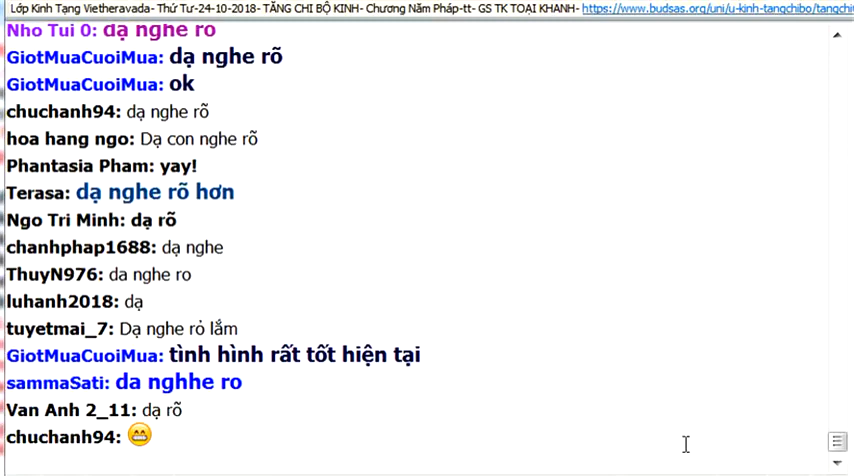 Lớp Kinh Tạng Vietheravada- Thứ Tư-24-10-2018- TĂNG CHI BỘ KINH- Chương Năm Pháp-tt- GS TK TOẠI KHANH- https://www.budsas.org/uni/u-kinh-tangchibo/tangchi
Nho Tui 0: dạ nghe ro
GiotMuaCuoiMua: dạ nghe rõ
GiotMuaCuoiMua: ok
chuchanh94: dạ nghe rõ
hoa hang ngo: Dạ con nghe rõ
Phantasia Pham: yay!
Terasa: dạ nghe rõ hơn
Ngo Tri Minh: dạ rõ
chanhphap1688: dạ nghe
ThuyN976: da nghe ro
luhanh2018: dạ
tuyetmai_7: Dạ nghe rỏ lắm
GiotMuaCuoiMua: tình hình rất tốt hiện tại
sammaSati: da nghhe ro
Van Anh 2_11: dạ rõ
chuchanh94: 😁